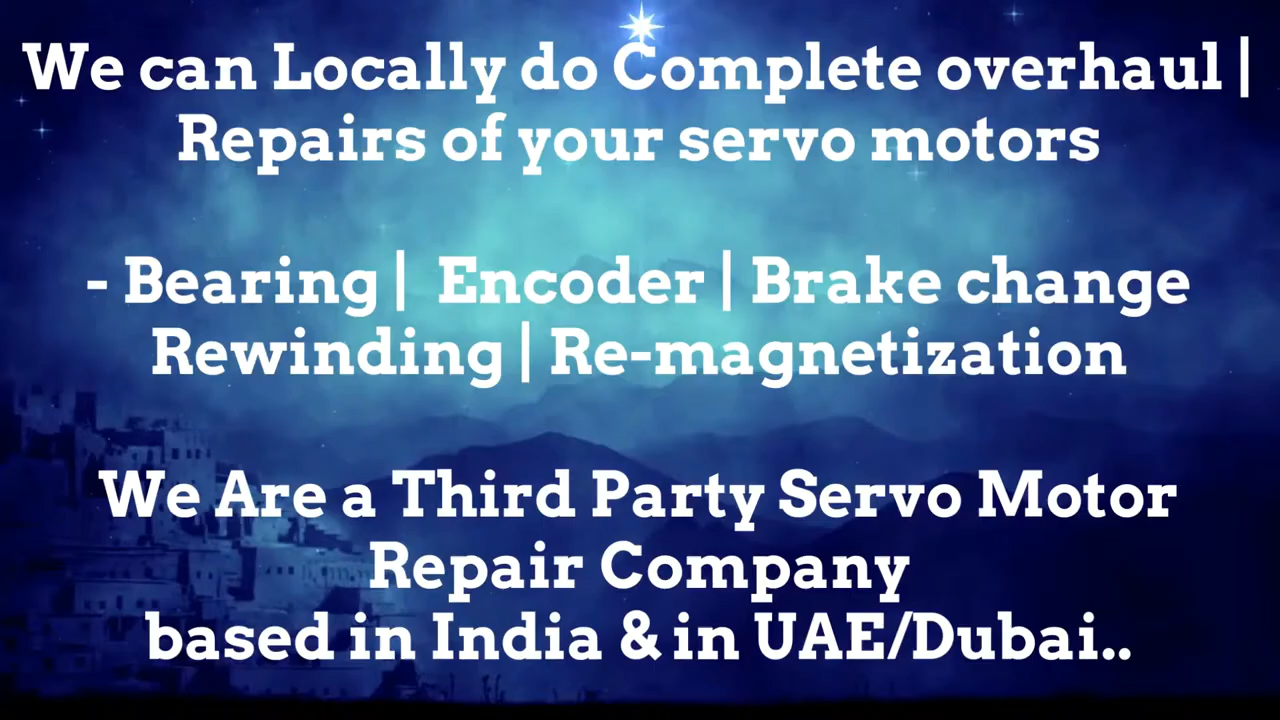 We can Locally do Complete overhaul |
Repairs of your servo motors
- Bearing | Encoder | Brake change
Rewinding | Re-magnetization
We Are a Third Party Servo Motor
Repair Company
based in India & in UAE/Dubai..